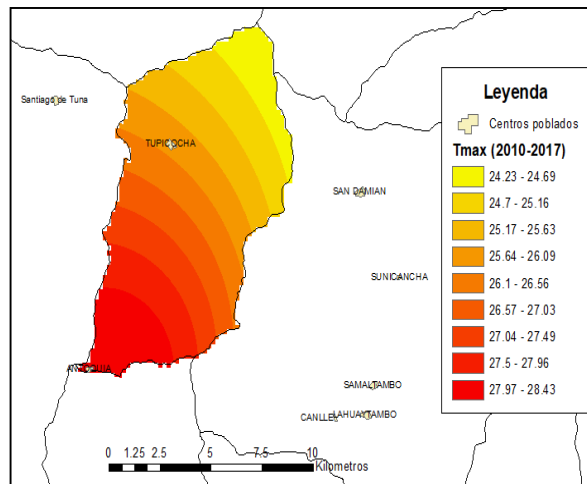 Santiago de Tuna
TUPICOCHA
SAN DAMIAN
SUNICANCHA
ANTIOQUIA
SAMALTAMBO
CANLLE
LAHUAYTAMBO
0 1.25 2.5 5 7.5 10
Kilometros
Leyenda
Centros poblados
Tmax (2010-2017)
24.23 - 24.69
24.7 - 25.16
25.17 - 25.63
25.64 - 26.09
26.1 - 26.56
26.57 - 27.03
27.04 - 27.49
27.5 - 27.96
27.97 - 28.43